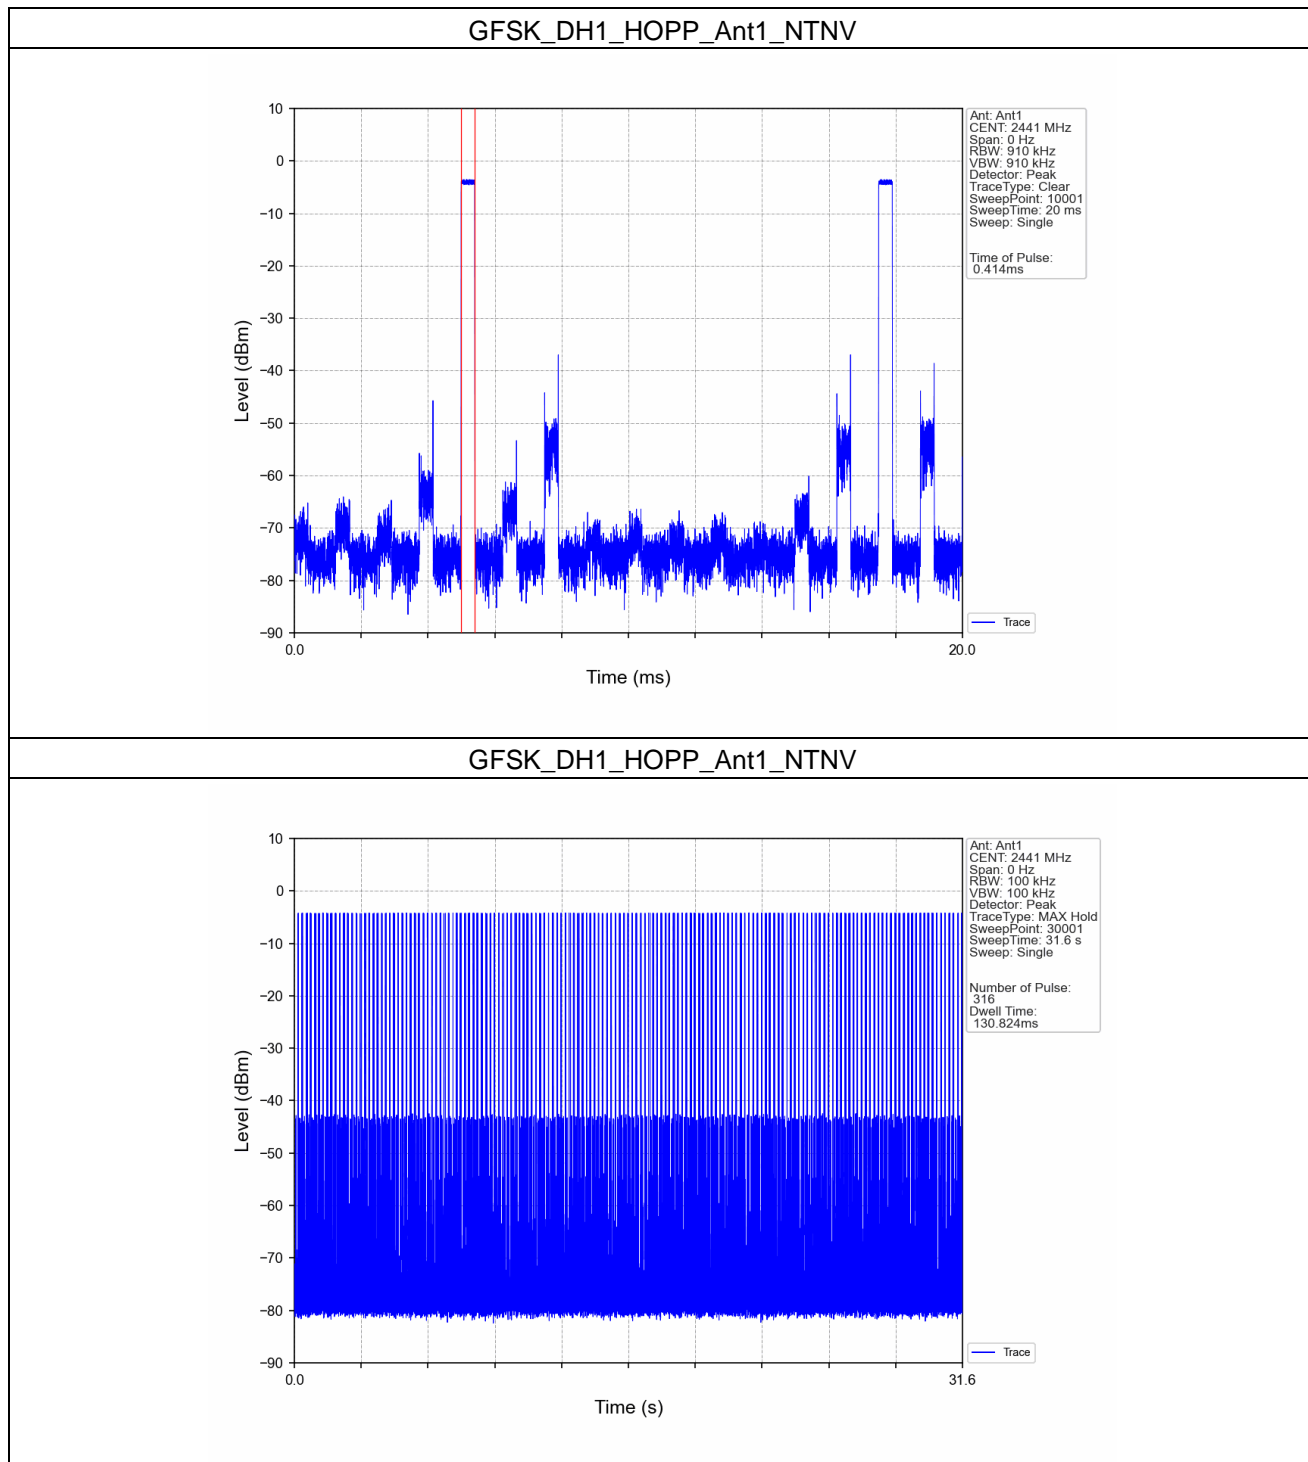 GFSK_DH1_HOPP_Ant1_NTNV
10
0
−10
−20
−30
−40
−50
−60
−70
−80
−90
Level (dBm)
0.0
20.0
Time (ms)
Ant: Ant1
CENT: 2441 MHz
Span: 0 Hz
RBW: 910 kHz
VBW: 910 kHz
Detector: Peak
TraceType: Clear
SweepPoint: 10001
SweepTime: 20 ms
Sweep: Single
Time of Pulse:
0.414ms
Trace
GFSK_DH1_HOPP_Ant1_NTNV
10
0
−10
−20
−30
−40
−50
−60
−70
−80
−90
Level (dBm)
0.0
31.6
Time (s)
Ant: Ant1
CENT: 2441 MHz
Span: 0 Hz
RBW: 100 kHz
VBW: 100 kHz
Detector: Peak
TraceType: MAX Hold
SweepPoint: 30001
SweepTime: 31.6 s
Sweep: Single
Number of Pulse:
316
Dwell Time:
130.824ms
Trace